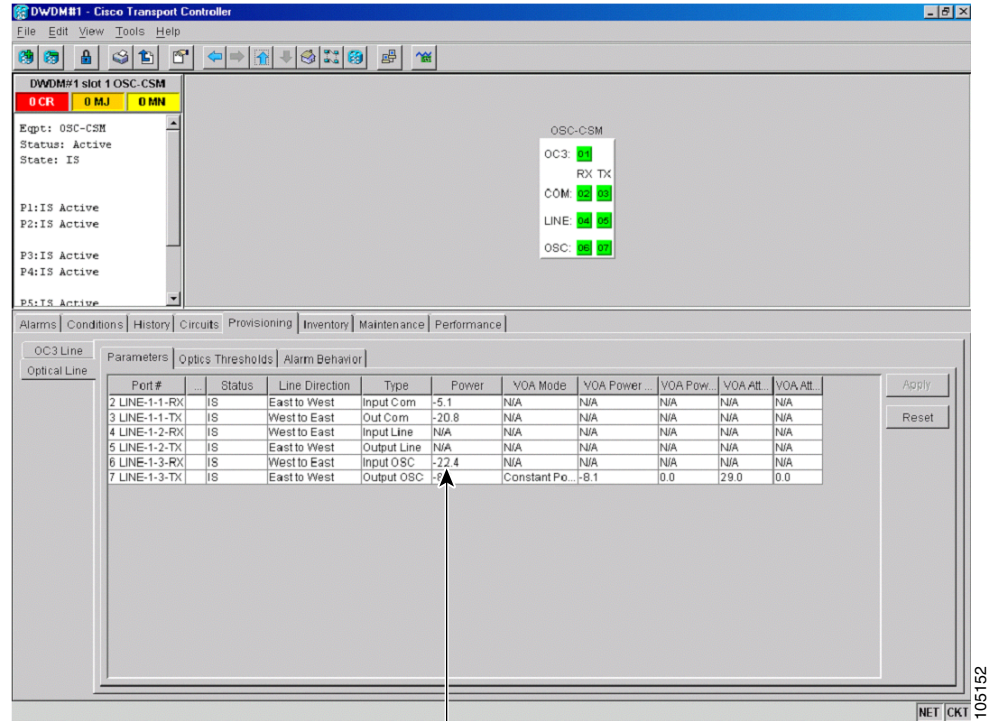 DWDM#1 - Cisco Transport Controller
File Edit View Tools Help
DWDM#1 slot 1 OSC-CSM
0 CR 0 MJ 0 MN
Eqpt: OSC-CSM
Status: Active
State: IS
P1:IS Active
P2:IS Active
P3:IS Active
P4:IS Active
P5:IS Active
OSC-CSM
OC3: 01
RX TX
COM: 02 03
LINE: 04 05
OSC: 06 07
Alarms Conditions History Circuits Provisioning Inventory Maintenance Performance
OC3 Line
Optical Line
Parameters Optics Thresholds Alarm Behavior
Port # ... Status Line Direction Type Power VOA Mode VOA Power ... VOA Pow... VOA Att... VOA Att...
2 LINE-1-1-RX IS East to West Input Com -5.1 N/A N/A N/A N/A N/A
3 LINE-1-1-TX IS West to East Out Com -20.8 N/A N/A N/A N/A N/A
4 LINE-1-2-RX IS West to East Input Line N/A N/A N/A N/A N/A N/A
5 LINE-1-2-TX IS East to West Output Line N/A N/A N/A N/A N/A N/A
6 LINE-1-3-RX IS West to East Input OSC -22.4 N/A N/A N/A N/A N/A
7 LINE-1-3-TX IS East to West Output OSC Constant Po... -8.1 0.0 29.0 0.0
Apply
Reset
NET CKT
105152